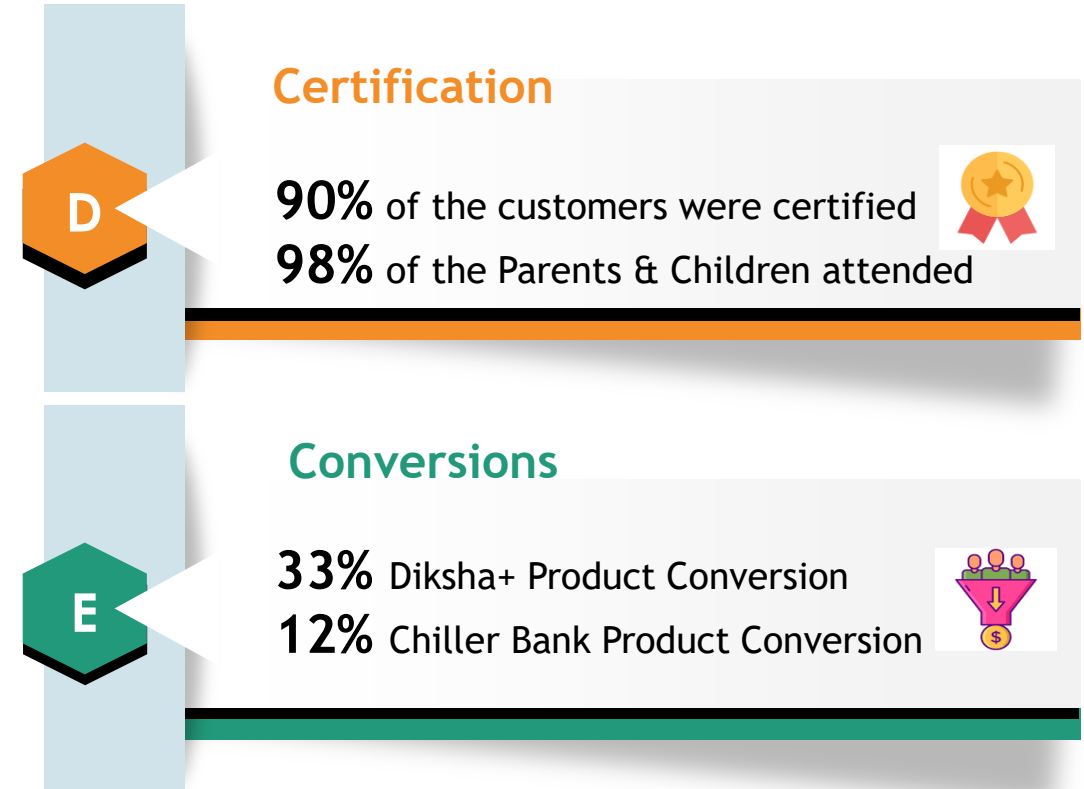 Certification
D
90% of the customers were certified
98% of the Parents & Children attended
Conversions
E
33% Diksha+ Product Conversion
12% Chiller Bank Product Conversion
$